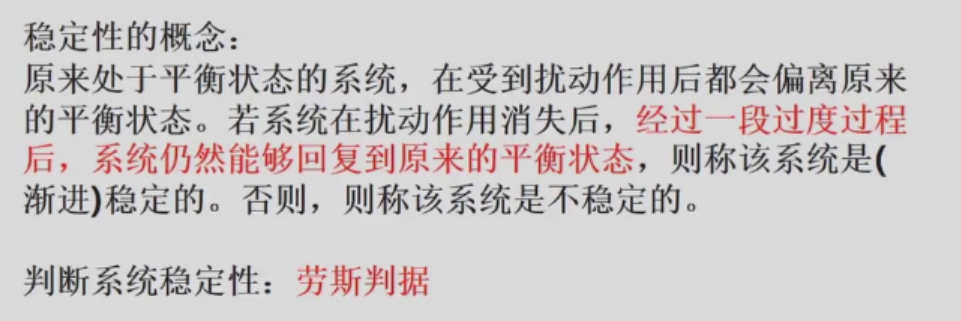 稳定性的概念：
原来处于平衡状态的系统，在受到扰动作用后都会偏离原来
的平衡状态。若系统在扰动作用消失后，经过一段过度过程
后，系统仍然能够回复到原来的平衡状态，则称该系统是(
渐进)稳定的。否则，则称该系统是不稳定的。
判断系统稳定性：劳斯判据